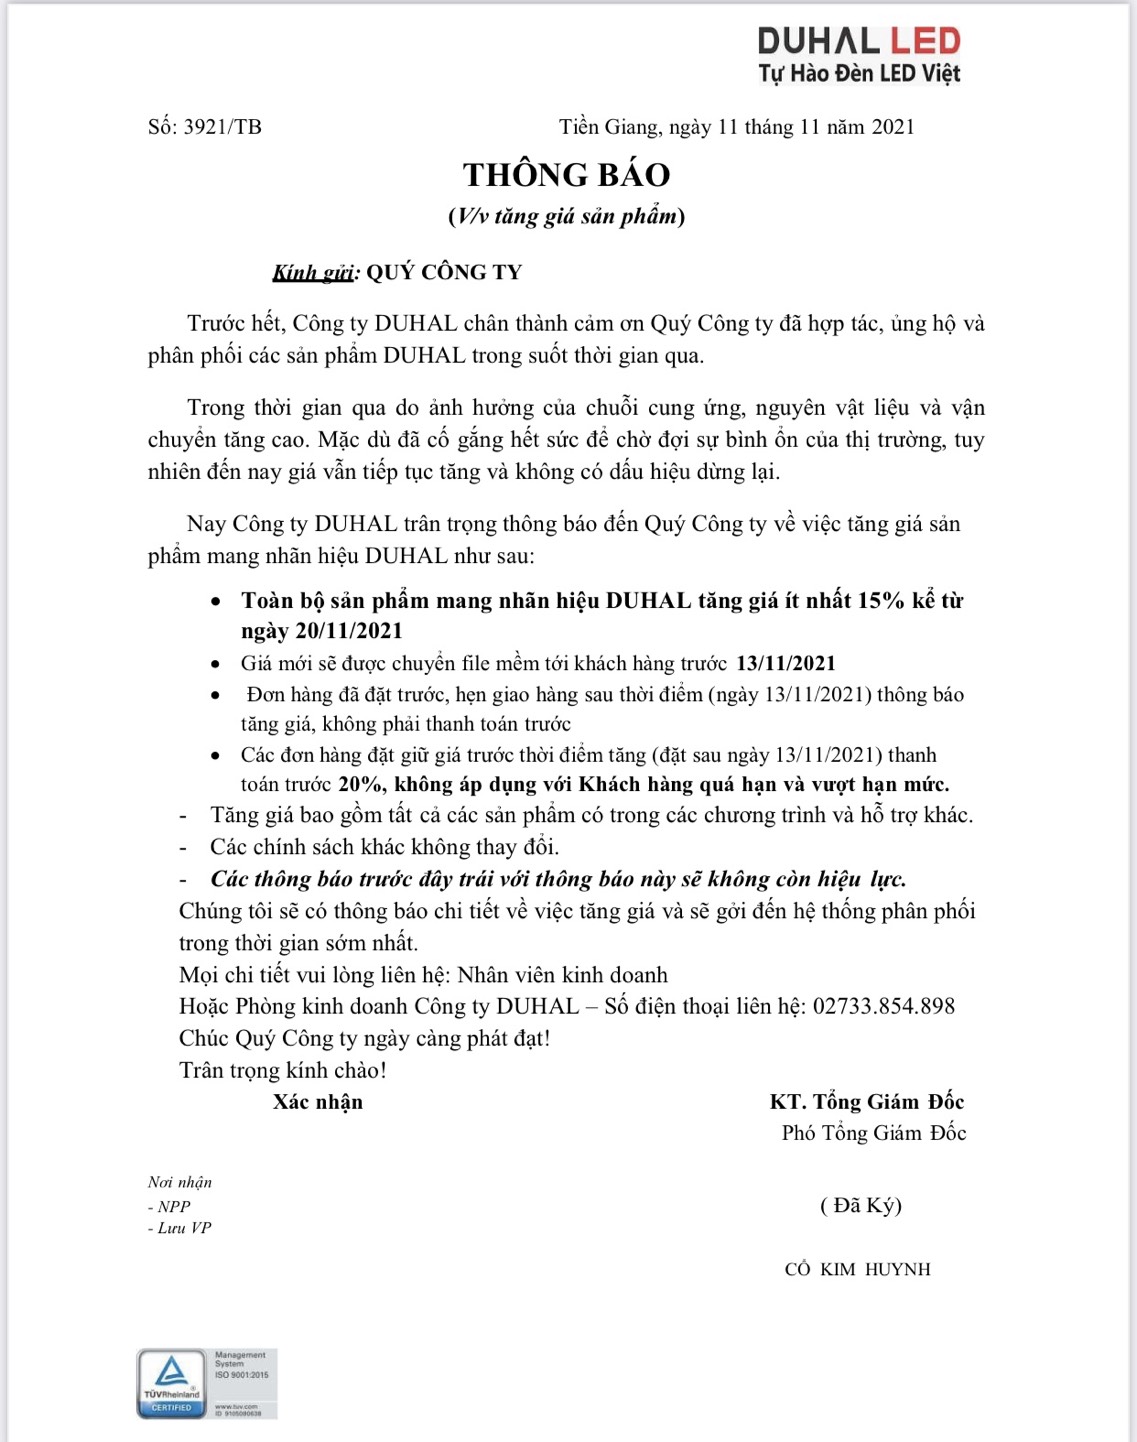 DUHAL LED
Tự Hào Đèn LED Việt
Số: 3921/TB
Tiền Giang, ngày 11 tháng 11 năm 2021
THÔNG BÁO
(V/v tăng giá sản phẩm)
Kính gửi: QUÝ CÔNG TY
Trước hết, Công ty DUHAL chân thành cảm ơn Quý Công ty đã hợp tác, ủng hộ và
phân phối các sản phẩm DUHAL trong suốt thời gian qua.
Trong thời gian qua do ảnh hưởng của chuỗi cung ứng, nguyên vật liệu và vận
chuyển tăng cao. Mặc dù đã cố gắng hết sức để chờ đợi sự bình ổn của thị trường, tuy
nhiên đến nay giá vẫn tiếp tục tăng và không có dấu hiệu dừng lại.
Nay Công ty DUHAL trân trọng thông báo đến Quý Công ty về việc tăng giá sản
phẩm mang nhãn hiệu DUHAL như sau:
• Toàn bộ sản phẩm mang nhãn hiệu DUHAL tăng giá ít nhất 15% kể từ
ngày 20/11/2021
• Giá mới sẽ được chuyển file mềm tới khách hàng trước 13/11/2021
• Đơn hàng đã đặt trước, hẹn giao hàng sau thời điểm (ngày 13/11/2021) thông báo
tăng giá, không phải thanh toán trước
• Các đơn hàng đặt giữ giá trước thời điểm tăng (đặt sau ngày 13/11/2021) thanh
toán trước 20%, không áp dụng với Khách hàng quá hạn và vượt hạn mức.
- Tăng giá bao gồm tất cả các sản phẩm có trong các chương trình và hỗ trợ khác.
- Các chính sách khác không thay đổi.
- Các thông báo trước đây trái với thông báo này sẽ không còn hiệu lực.
Chúng tôi sẽ có thông báo chi tiết về việc tăng giá và sẽ gởi đến hệ thống phân phối
trong thời gian sớm nhất.
Mọi chi tiết vui lòng liên hệ: Nhân viên kinh doanh
Hoặc Phòng kinh doanh Công ty DUHAL – Số điện thoại liên hệ: 02733.854.898
Chúc Quý Công ty ngày càng phát đạt!
Trân trọng kính chào!
Xác nhận
KT. Tổng Giám Đốc
Phó Tổng Giám Đốc
Nơi nhận
- NPP
- Lưu VP
( Đã Ký)
CỔ KIM HUYNH
Management
System
ISO 9001:2015
TÜVRheinland
CERTIFIED
www.tuv.com
ID 9105080638